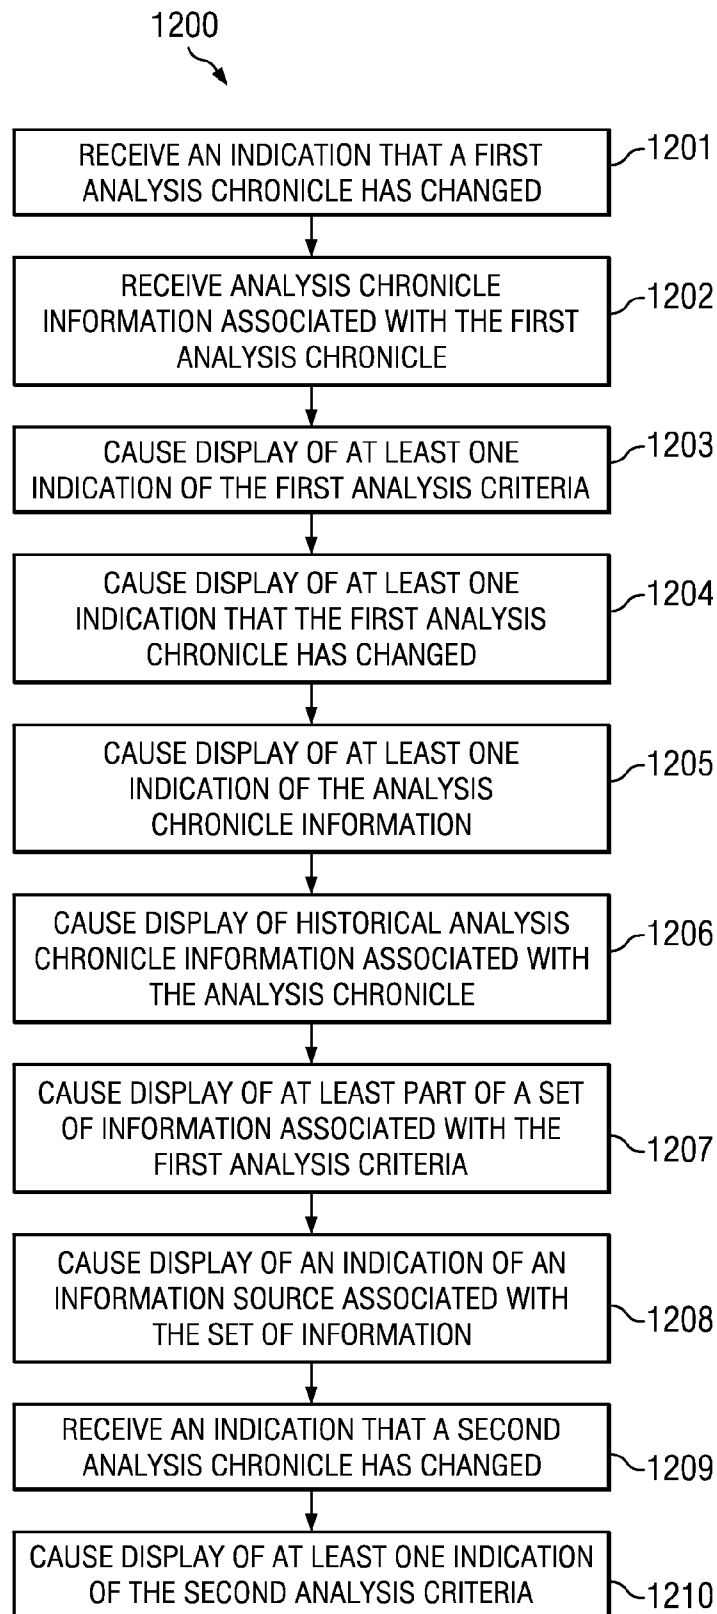 1200
RECEIVE AN INDICATION THAT A FIRST
ANALYSIS CHRONICLE HAS CHANGED
1201
RECEIVE ANALYSIS CHRONICLE
INFORMATION ASSOCIATED WITH THE FIRST
ANALYSIS CHRONICLE
1202
CAUSE DISPLAY OF AT LEAST ONE
INDICATION OF THE FIRST ANALYSIS CRITERIA
1203
CAUSE DISPLAY OF AT LEAST ONE
INDICATION THAT THE FIRST ANALYSIS
CHRONICLE HAS CHANGED
1204
CAUSE DISPLAY OF AT LEAST ONE
INDICATION OF THE ANALYSIS
CHRONICLE INFORMATION
1205
CAUSE DISPLAY OF HISTORICAL ANALYSIS
CHRONICLE INFORMATION ASSOCIATED WITH
THE ANALYSIS CHRONICLE
1206
CAUSE DISPLAY OF AT LEAST PART OF A SET
OF INFORMATION ASSOCIATED WITH THE
FIRST ANALYSIS CRITERIA
1207
CAUSE DISPLAY OF AN INDICATION OF AN
INFORMATION SOURCE ASSOCIATED WITH
THE SET OF INFORMATION
1208
RECEIVE AN INDICATION THAT A SECOND
ANALYSIS CHRONICLE HAS CHANGED
1209
CAUSE DISPLAY OF AT LEAST ONE INDICATION
OF THE SECOND ANALYSIS CRITERIA
1210